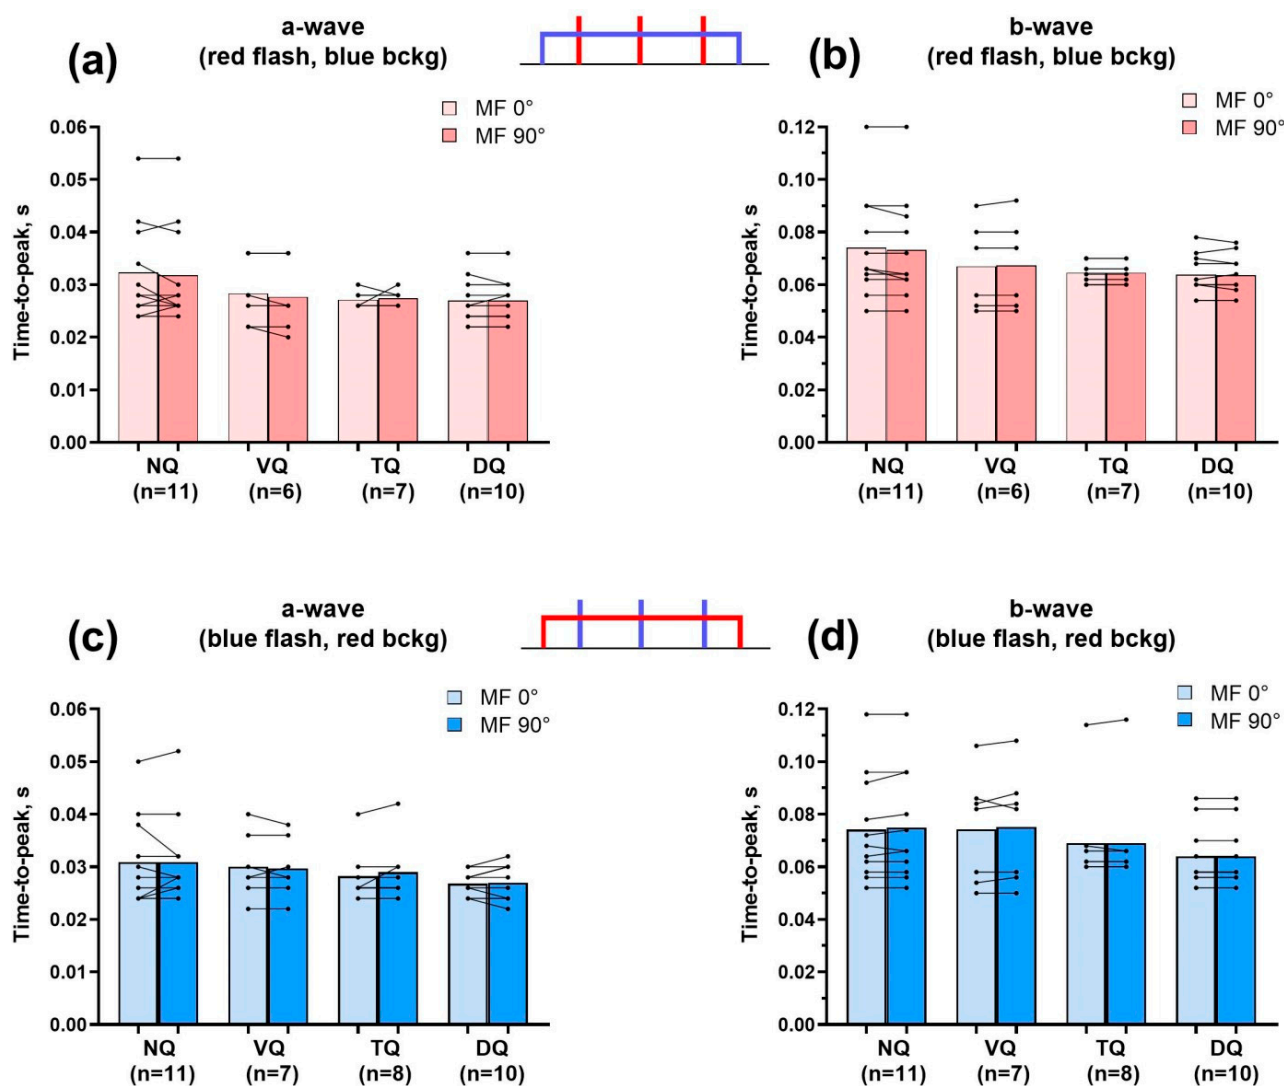 (a)
a-wave
(red flash, blue bckg)
MF 0°
MF 90°
Time-to-peak, s
0.06
0.05
0.04
0.03
0.02
0.01
0.00
NQ
(n=11)
VQ
(n=6)
TQ
(n=7)
DQ
(n=10)
(b)
b-wave
(red flash, blue bckg)
MF 0°
MF 90°
Time-to-peak, s
0.12
0.10
0.08
0.06
0.04
0.02
0.00
NQ
(n=11)
VQ
(n=6)
TQ
(n=7)
DQ
(n=10)
(c)
a-wave
(blue flash, red bckg)
MF 0°
MF 90°
Time-to-peak, s
0.06
0.05
0.04
0.03
0.02
0.01
0.00
NQ
(n=11)
VQ
(n=7)
TQ
(n=8)
DQ
(n=10)
(d)
b-wave
(blue flash, red bckg)
MF 0°
MF 90°
Time-to-peak, s
0.12
0.10
0.08
0.06
0.04
0.02
0.00
NQ
(n=11)
VQ
(n=7)
TQ
(n=8)
DQ
(n=10)